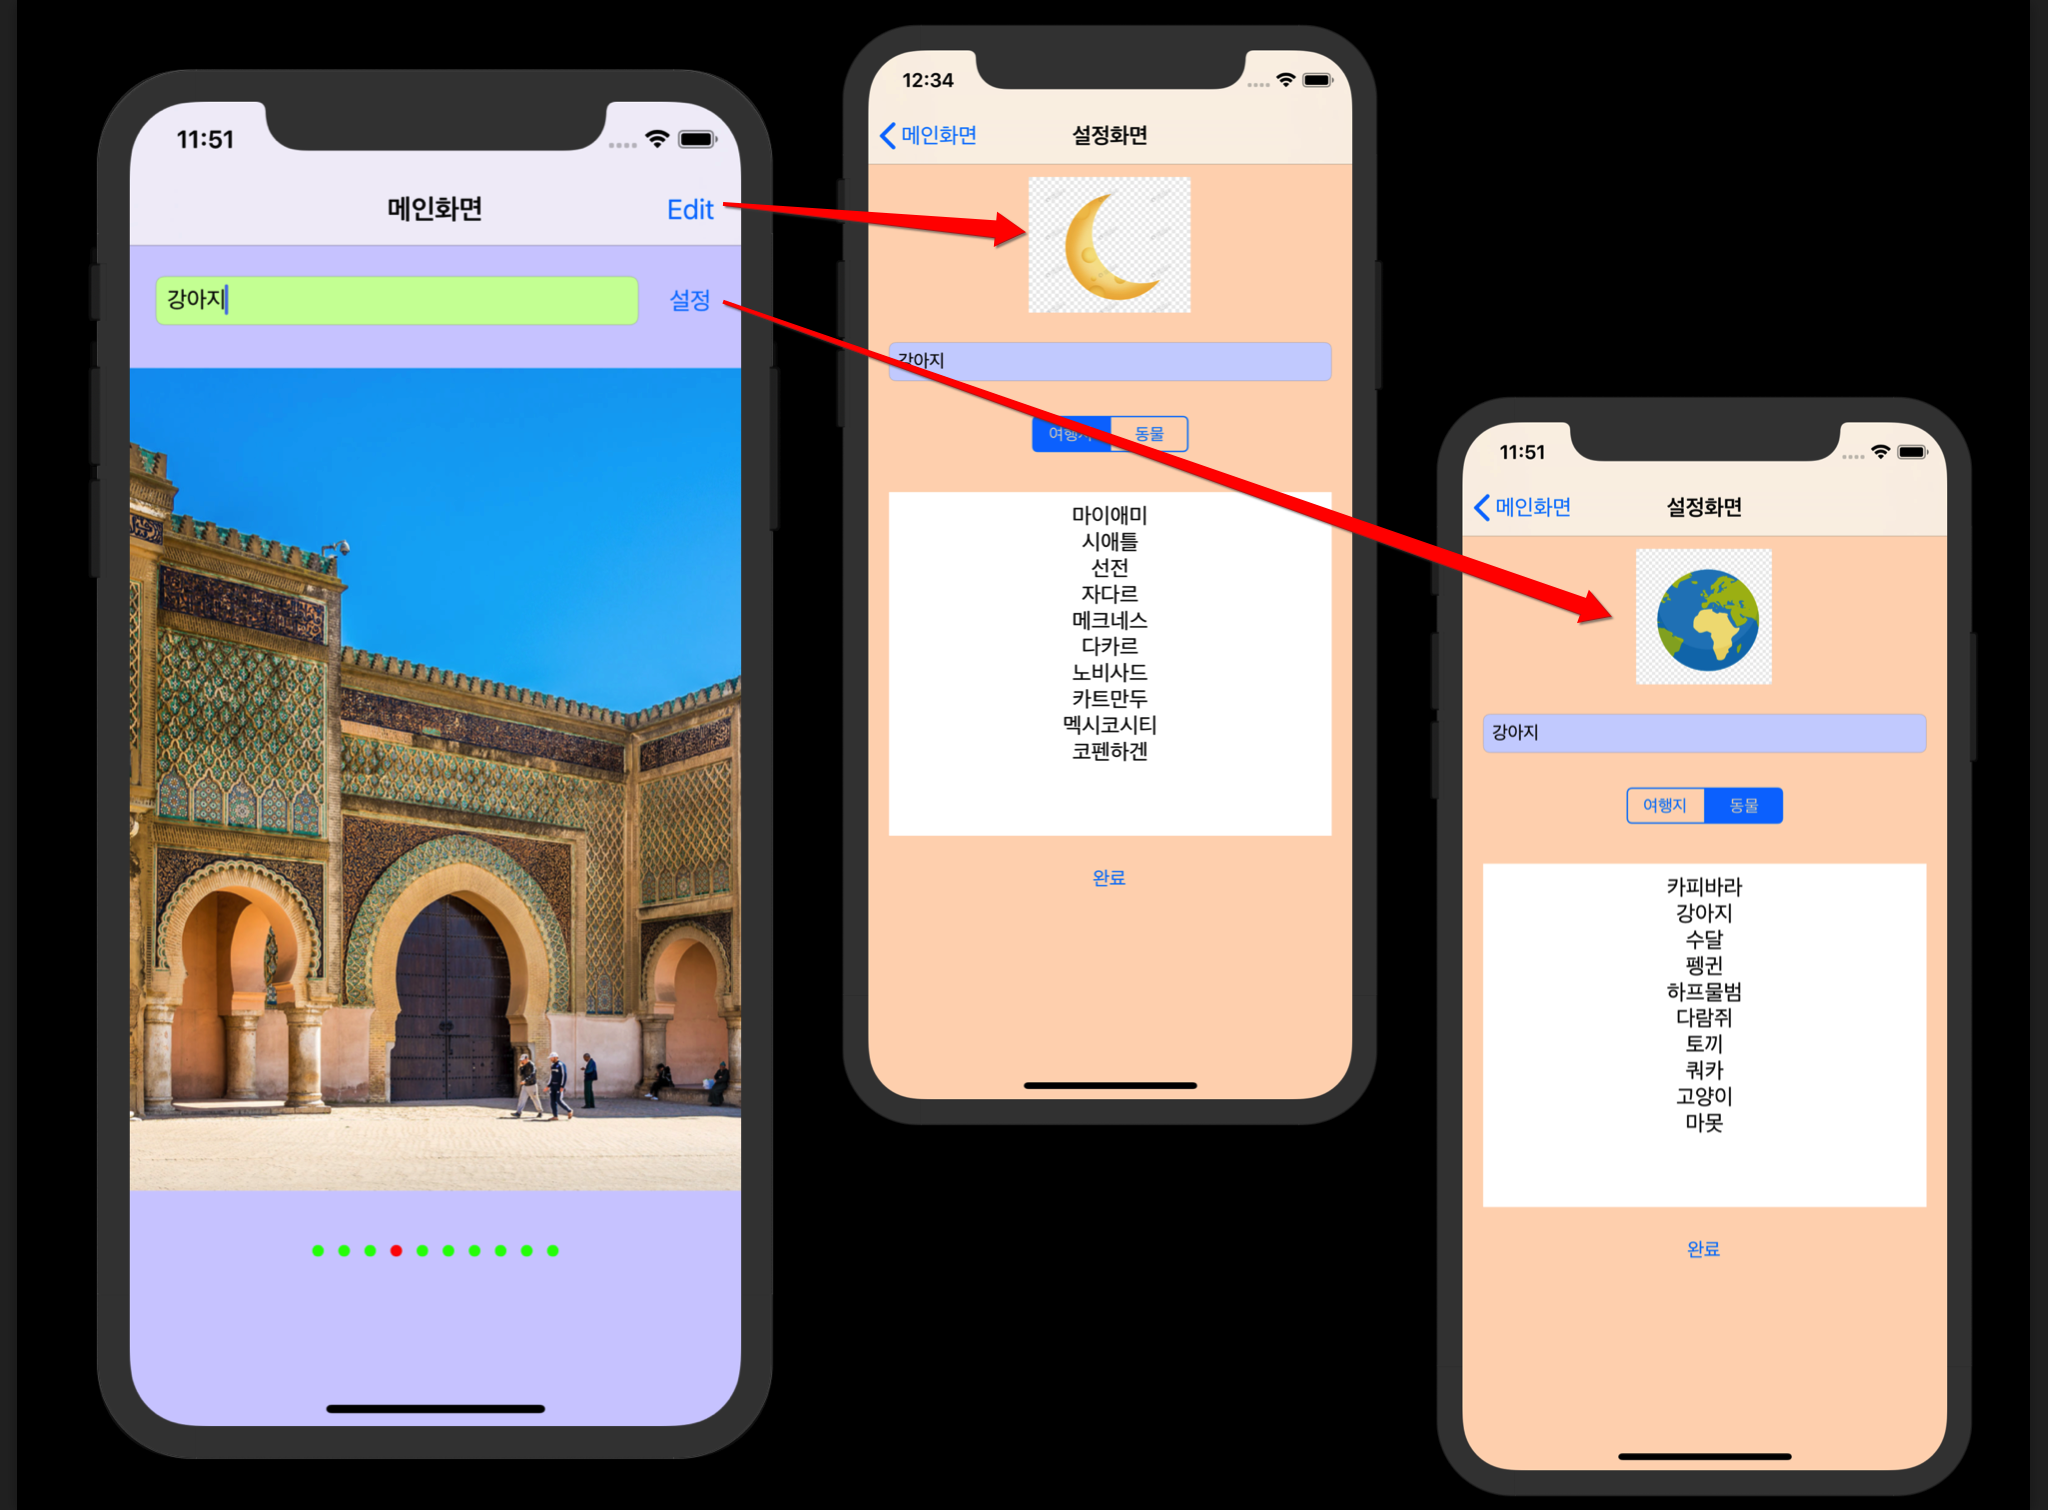 11:51
메인화면
Edit
강아지
설정
12:34
메인화면
설정화면
강아지
여행지
동물
마이애미
시애틀
선전
자다르
메크네스
다카르
노비사드
카트만두
멕시코시티
코펜하겐
완료
11:51
메인화면
설정화면
강아지
여행지
동물
카피바라
강아지
수달
펭귄
하프물범
다람쥐
토끼
쿼카
고양이
마못
완료